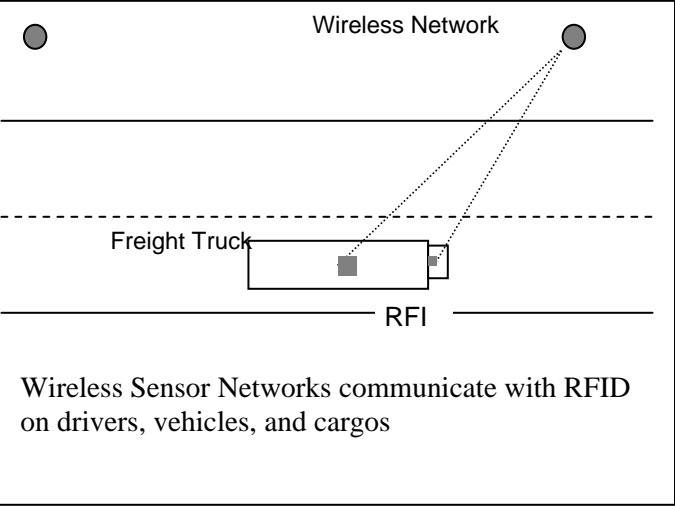 Wireless Network
Freight Truck
RFI
Wireless Sensor Networks communicate with RFID
on drivers, vehicles, and cargos